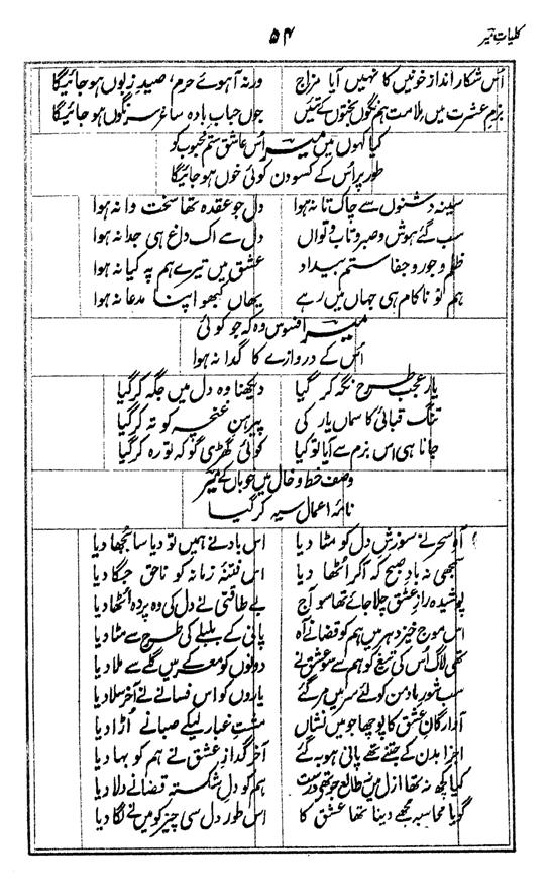 کلیاتِ میر
۵۴
اُس شکار انداز خونیں کا نہیں آیا مزاج ورنہ آہوئے حرم، صیدِ زبوں ہو جائیگا
بزمِ عشرت میں ملامت ہم نگوں بختوں کے تئیں جوں حبابِ بادہ ساغر سرنگوں ہو جائیگا
کیا کہوں میں میر اُس عاشق ستم محبوب کو
طور پر اُس کے کسو دن کوئی خوں ہو جائیگا
سینہ دشنوں سے چاک تا نہ ہوا دل جو عقدہ تھا سخت وا نہ ہوا
سب گئے ہوش و صبر و تاب و تواں دل سے اک داغ ہی جدا نہ ہوا
ظلم و جور و جفا ستم بیداد عشق میں تیرے ہم پہ کیا نہ ہوا
ہم تو ناکام ہی جہاں میں رہے یھاں کبھو اپنا مدعا نہ ہوا
میر افسوس وہ کہ جو کوئی
اُس کے دروازے کا گدا نہ ہوا
یار عجب طرح نگہ کر گیا دیکھنا وہ دل میں جگہ کر گیا
تنگ قبائی کا سماں یار کی پیرہنِ غنچہ کو تہ کر گیا
جانا ہی اس بزم سے آیا تو کیا کوئی گھڑی گو کہ تو رہ کر گیا
وصفِ خط و خال میں خوباں کے میر
نامۂ اعمال سیہ کر گیا
آہِ سحر نے سوزشِ دل کو مٹا دیا اس باد نے ہمیں تو دیا سا بجھا دیا
سمجھی نہ بادِ صبح کہ آکر اُٹھا دیا اس فتنۂ زمانہ کو ناحق جگا دیا
پوشیدہ رازِ عشق چلا جائے تھا سو آج بے طاقتی نے دل کی وہ پردہ اٹھا دیا
اس موج خیز دہر میں ہم کو قضا نے آہ پانی کے بلبلے کی طرح سے مٹا دیا
تھی لاگ اُس کی تیغ کو ہم سے سو عشق نے دونوں کو معرکے میں گلے سے ملا دیا
سب شورِ ما و من کو لئے سر میں مر گئے یاروں کو اس فسانے نے آخر سلا دیا
آوارگانِ عشق کا پوچھا جو میں نشاں مشتِ غبار لیکے صبا نے اُڑا دیا
اجزا بدن کے جتنے تھے پانی ہو بہ گئے آخر گدازِ عشق نے ہم کو بہا دیا
کیا کچھ نہ تھا ازل میں نہ طالع جو تھے درست ہم کو دلِ شکستہ قضا نے دلا دیا
گویا محاسبہ مجھے دینا تھا عشق کا اس طور دل سی چیز کو میں نے لگا دیا